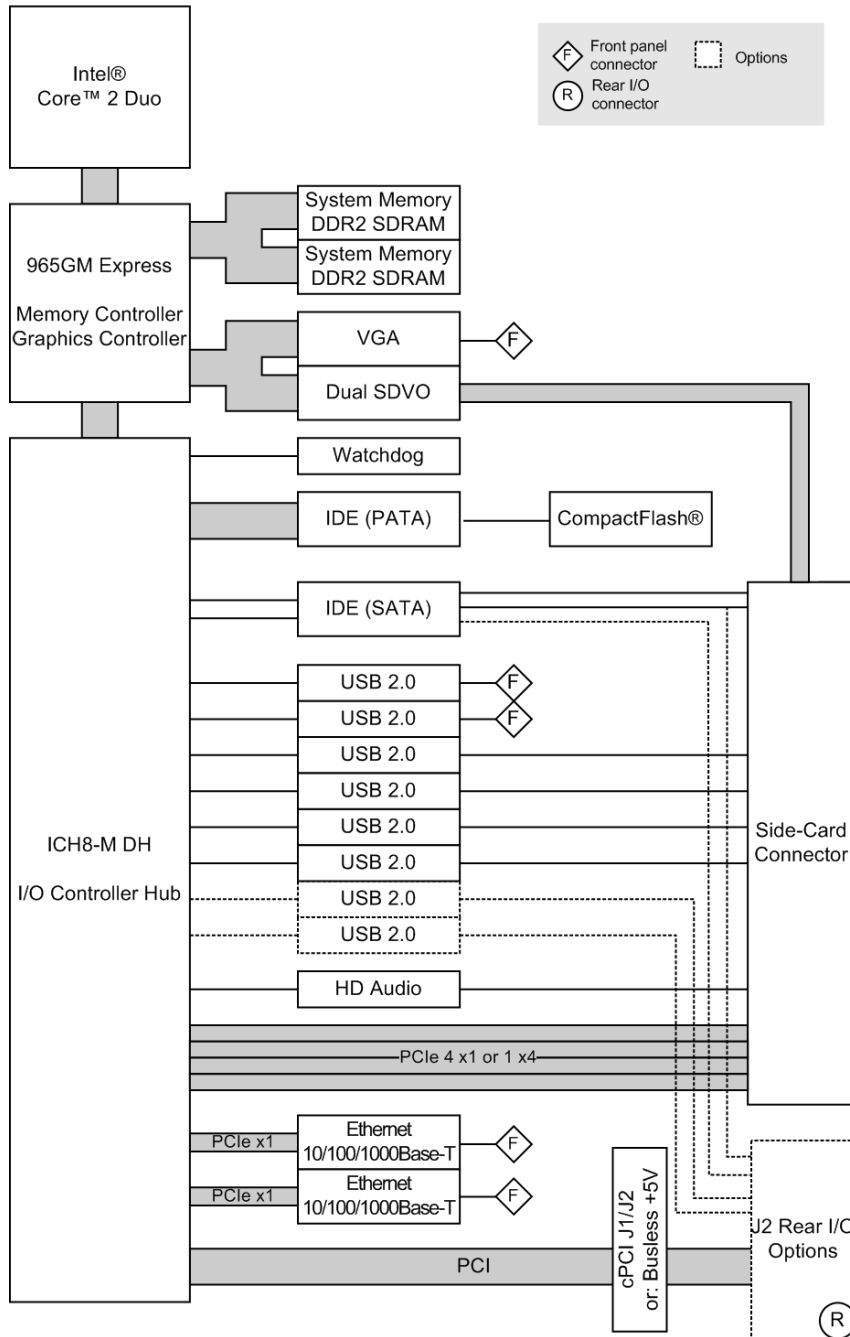 Intel®
Core™ 2 Duo
F
Front panel
connector
Options
R
Rear I/O
connector
System Memory
DDR2 SDRAM
System Memory
DDR2 SDRAM
965GM Express
Memory Controller
Graphics Controller
VGA
F
Dual SDVO
Watchdog
IDE (PATA)
CompactFlash®
IDE (SATA)
USB 2.0
F
USB 2.0
F
USB 2.0
USB 2.0
USB 2.0
USB 2.0
USB 2.0
USB 2.0
ICH8-M DH
I/O Controller Hub
Side-Card
Connector
HD Audio
PCIe 4 x1 or 1 x4
PCIe x1
Ethernet
10/100/1000Base-T
F
PCIe x1
Ethernet
10/100/1000Base-T
F
cPCI J1/J2
or: Busless +5V
J2 Rear I/O
Options
PCI
R